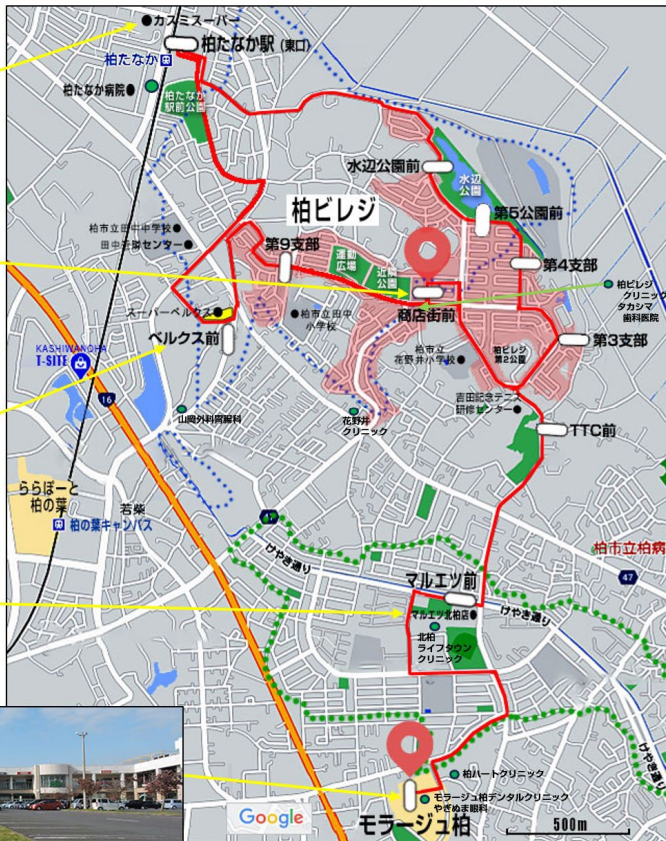 カスミスーパー
柏たなか駅 (東口)
柏たなか
柏たなか病院
柏たなか
駅前公園
水辺公園前
水辺
公園
第5公園前
柏ビレジ
柏市立田中中学校
田中近隣センター
第9支部
運動
広場
近隣
公園
第4支部
商店街前
柏ビレジ
クリニック
タカシマ
歯科医院
スーパーベルクス
ベルクス前
柏市立田中
小学校
柏市立
花野井小学校
柏ビレジ
第2公園
第3支部
KASHIWANOHA
T-SITE
16
吉田記念テニス
研修センター
TTC前
山岡外科胃腸科
花野井
クリニック
ららぽーと
柏の葉
若柴
柏の葉キャンパス
47
けやき通り
柏市立柏病
47
マルエツ前
けやき通り
マルエツ北柏店
北柏
ライフタウン
クリニック
けやき通り
柏ハートクリニック
モラージュ柏デンタルクリニック
やぎぬま眼科
モラージュ柏
Google
500m